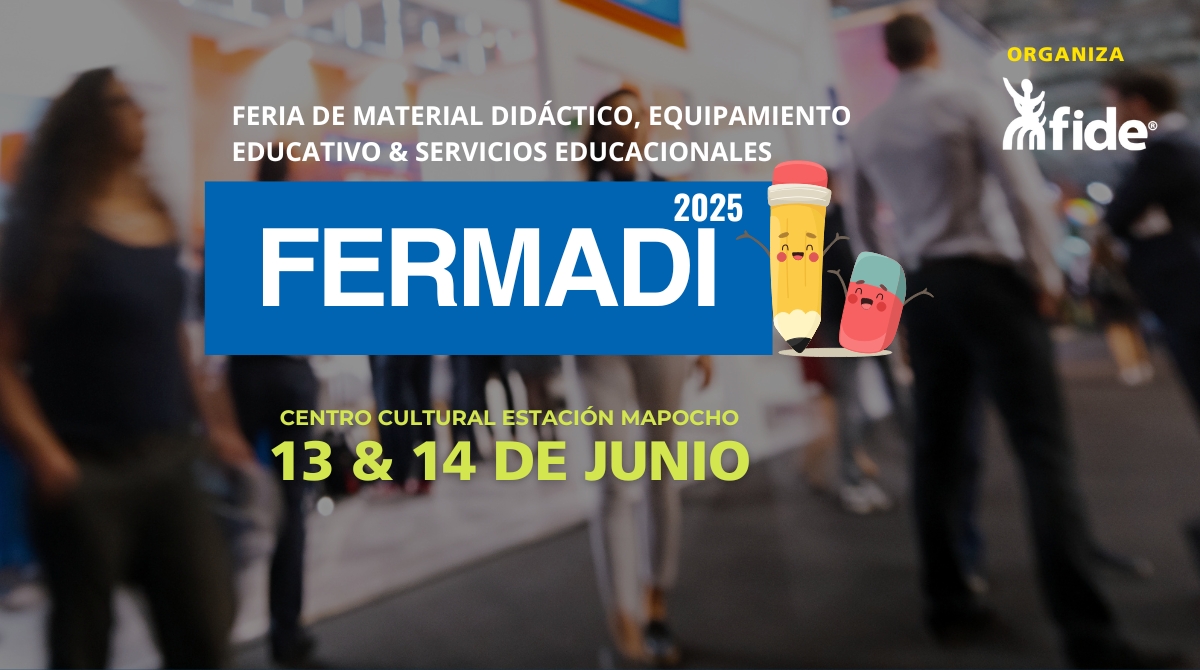 ORGANIZA
fide®
FERIA DE MATERIAL DIDÁCTICO, EQUIPAMIENTO
EDUCATIVO & SERVICIOS EDUCACIONALES
2025
FERMADI
CENTRO CULTURAL ESTACIÓN MAPOCHO
13 & 14 DE JUNIO